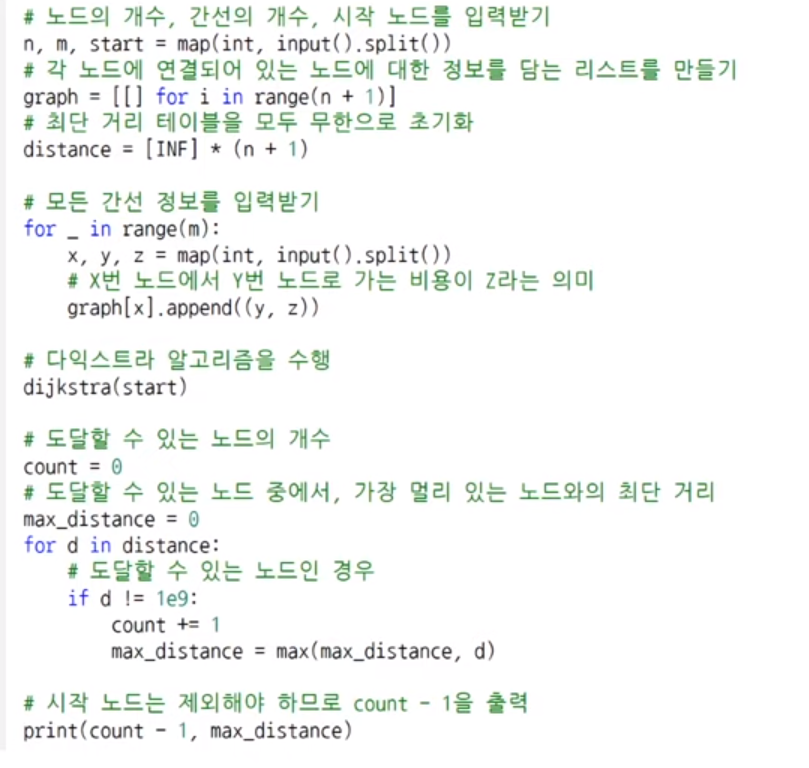 # 노드의 개수, 간선의 개수, 시작 노드를 입력받기
n, m, start = map(int, input().split())
# 각 노드에 연결되어 있는 노드에 대한 정보를 담는 리스트를 만들기
graph = [[] for i in range(n + 1)]
# 최단 거리 테이블을 모두 무한으로 초기화
distance = [INF] * (n + 1)

# 모든 간선 정보를 입력받기
for _ in range(m):
    x, y, z = map(int, input().split())
    # X번 노드에서 Y번 노드로 가는 비용이 Z라는 의미
    graph[x].append((y, z))

# 다익스트라 알고리즘을 수행
dijkstra(start)

# 도달할 수 있는 노드의 개수
count = 0
# 도달할 수 있는 노드 중에서, 가장 멀리 있는 노드와의 최단 거리
max_distance = 0
for d in distance:
    # 도달할 수 있는 노드인 경우
    if d != 1e9:
        count += 1
        max_distance = max(max_distance, d)

# 시작 노드는 제외해야 하므로 count - 1을 출력
print(count - 1, max_distance)